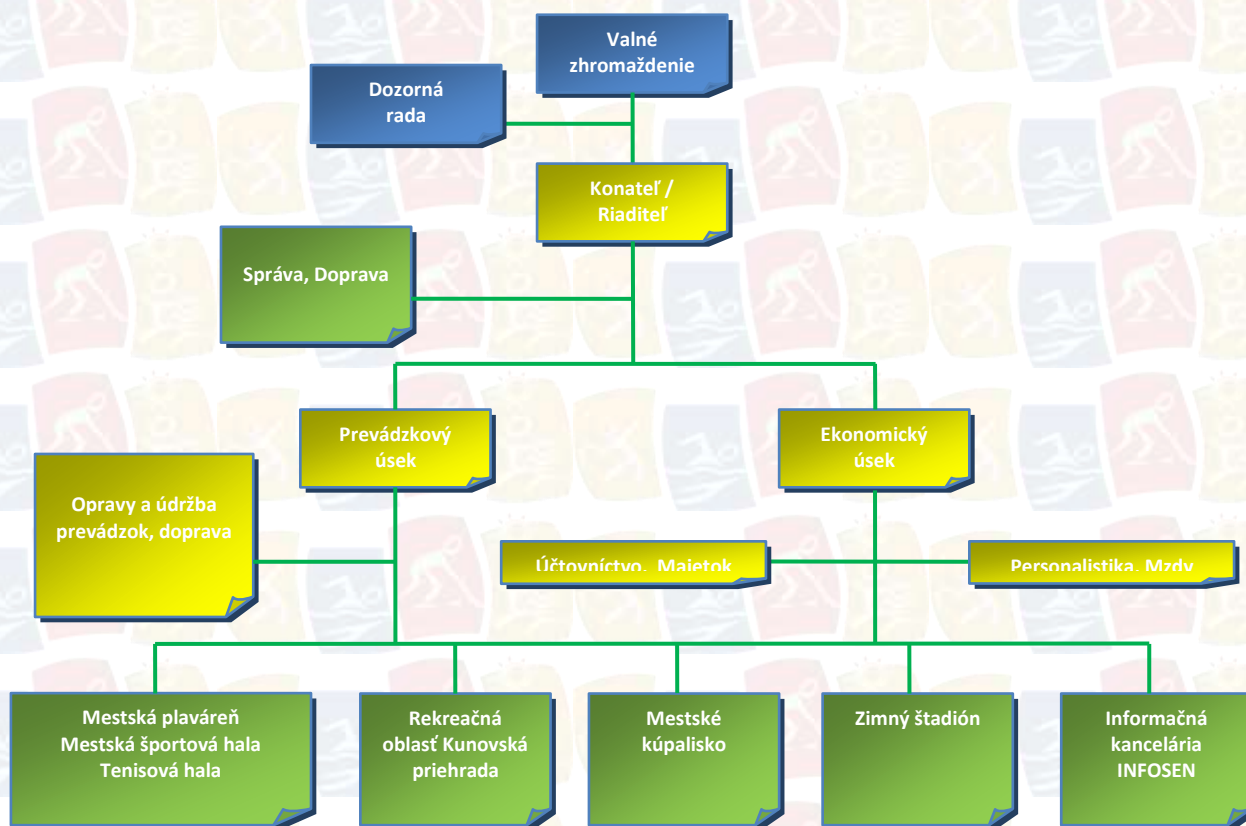 Valné
zhromaždenie
Dozorná
rada
Konateľ /
Riaditeľ
Správa, Doprava
Prevádzkový
úsek
Ekonomický
úsek
Opravy a údržba
prevádzok, doprava
Účtovníctvo, Majetok
Personalistika, Mzdy
Mestská plaváreň
Mestská športová hala
Tenisová hala
Rekreačná
oblasť Kunovská
priehrada
Mestské
kúpalisko
Zimný štadión
Informačná
kancelária
INFOSEN